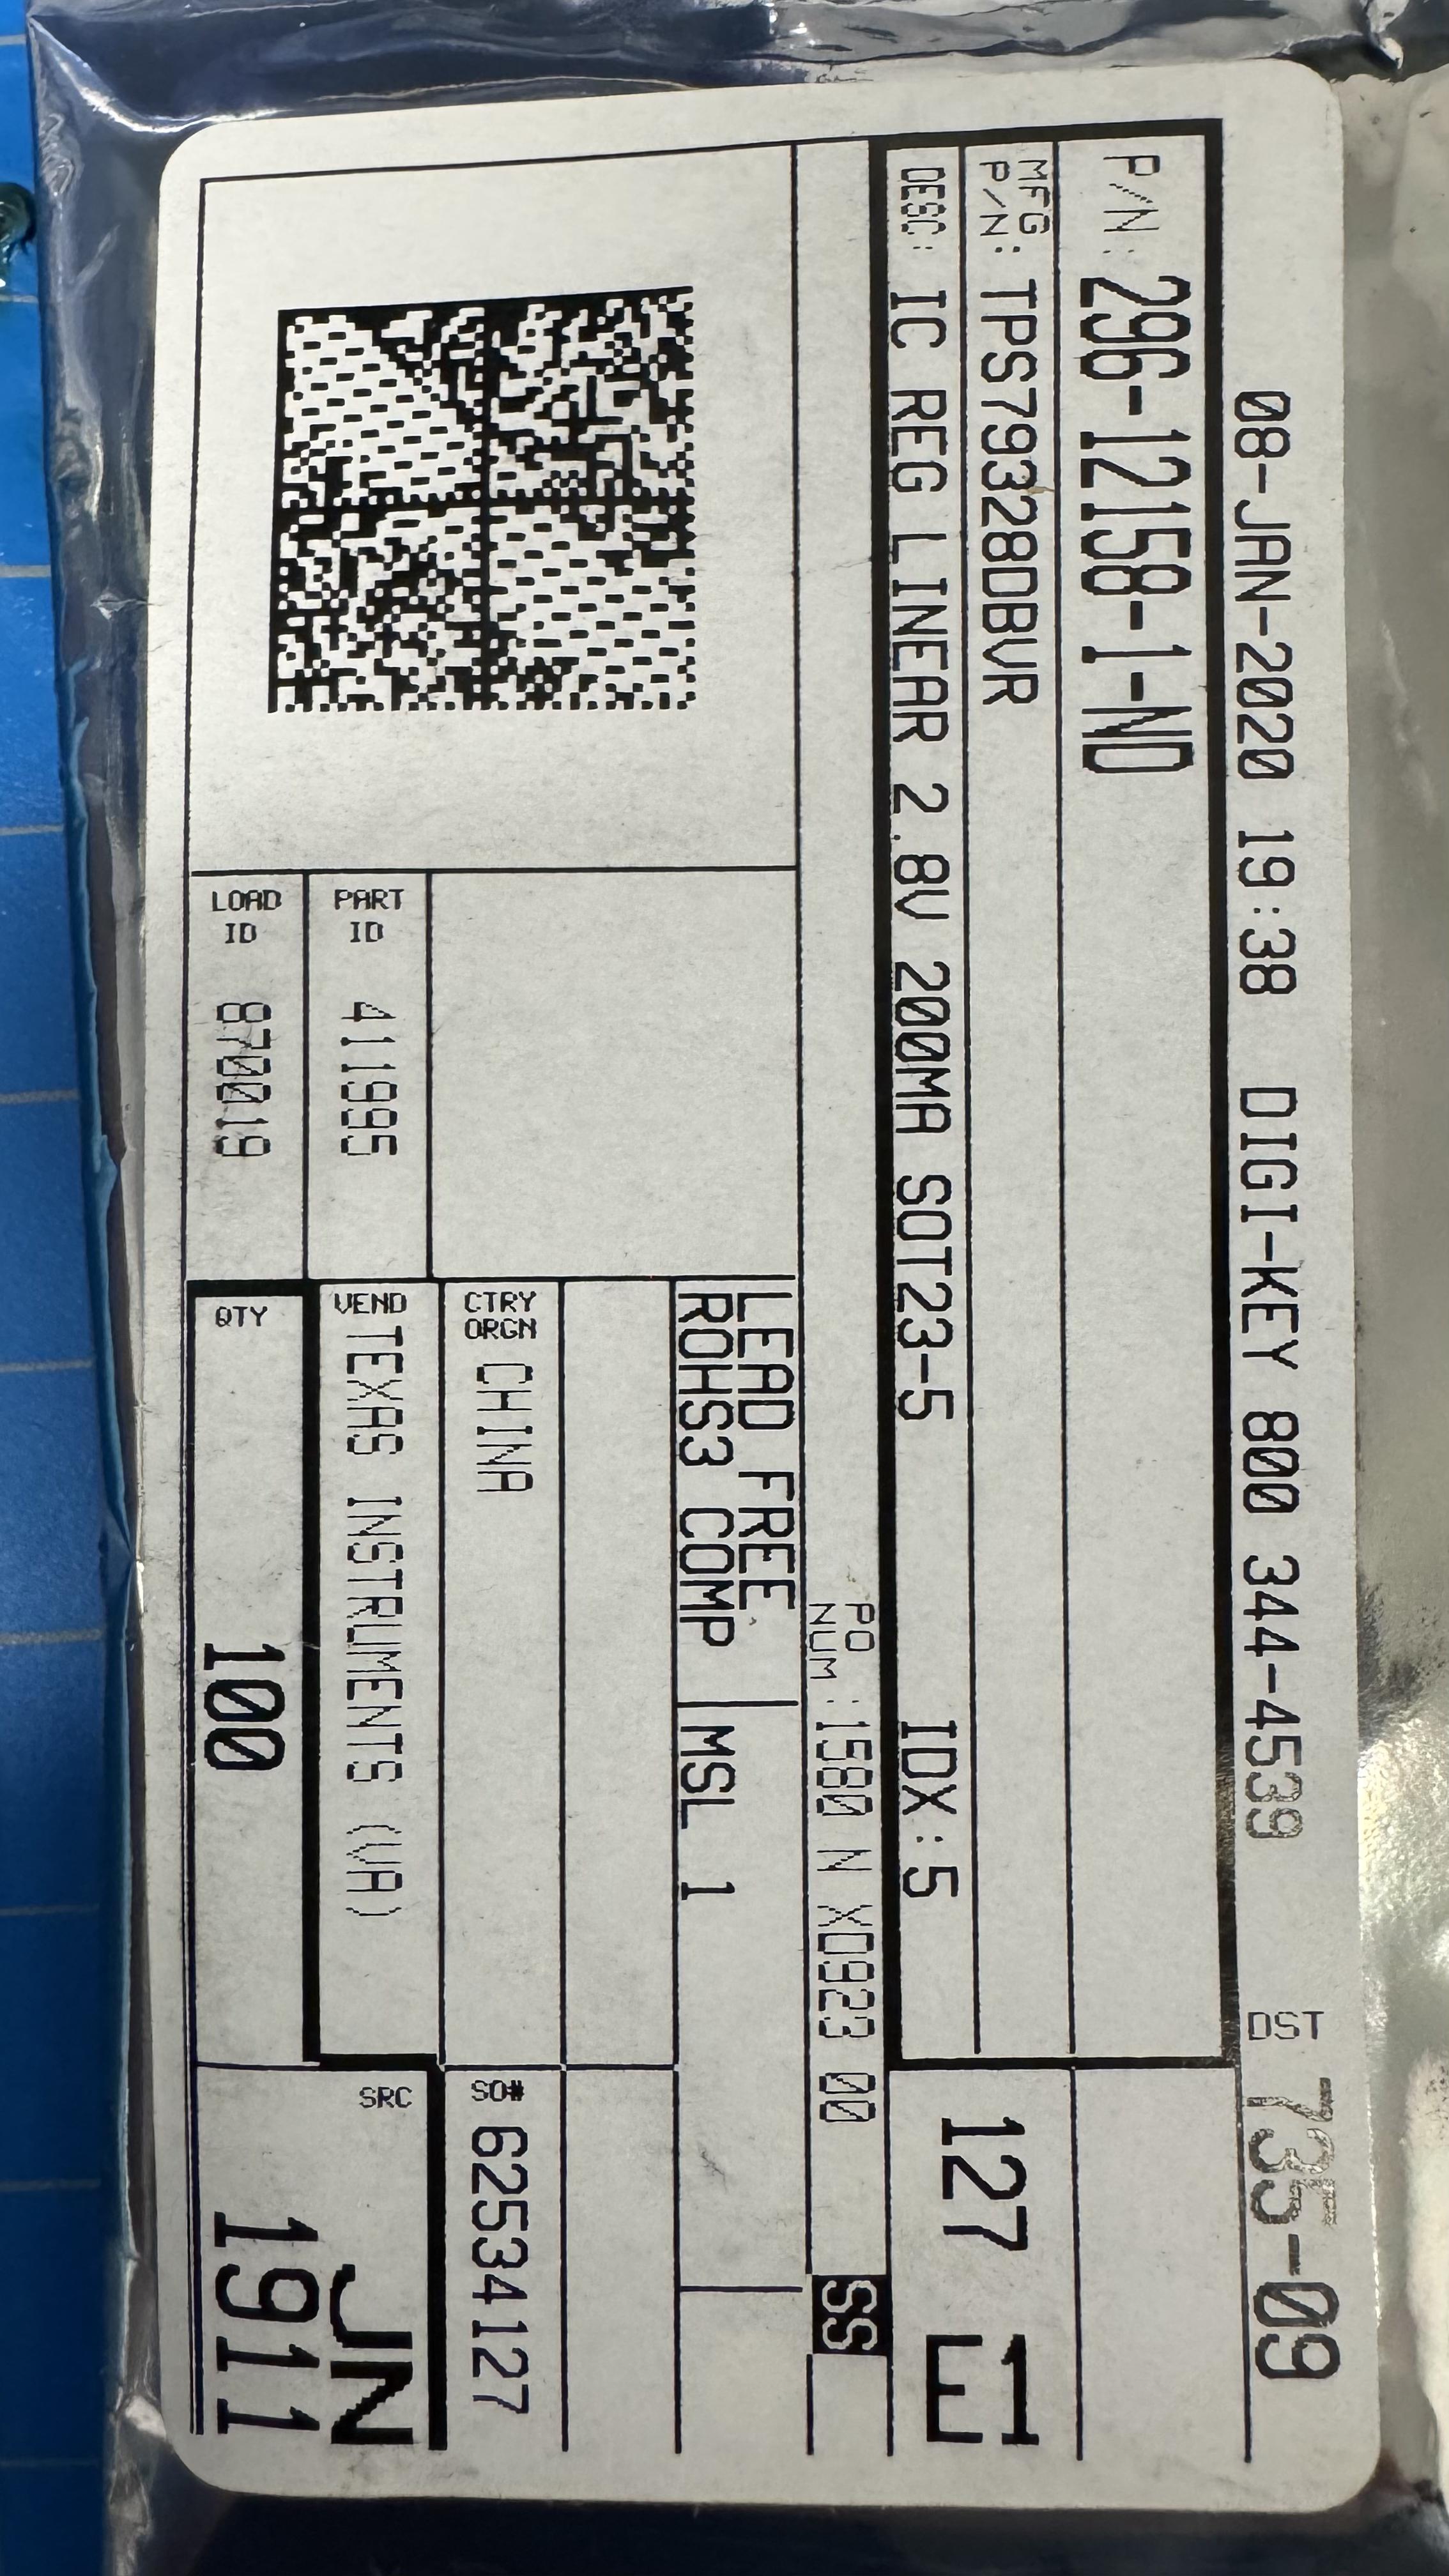 08-JAN-2020 19:38 DIGI-KEY 800 344-4539 DST 735-09
P/N: 296-12158-1-ND
MFG P/N: TPS79328DBVR
DESC: IC REG LINEAR 2.8V 200MA SOT23-5 IDX:5
127 E1
PO NUM :1580 N X0923 00 SS
LEAD FREE
ROHS3 COMP MSL 1
CTRY ORGN CHINA
SO# 62534127
PART ID 411995
VEND TEXAS INSTRUMENTS (VA)
SRC JN
LOAD ID 870019
QTY 100
1911